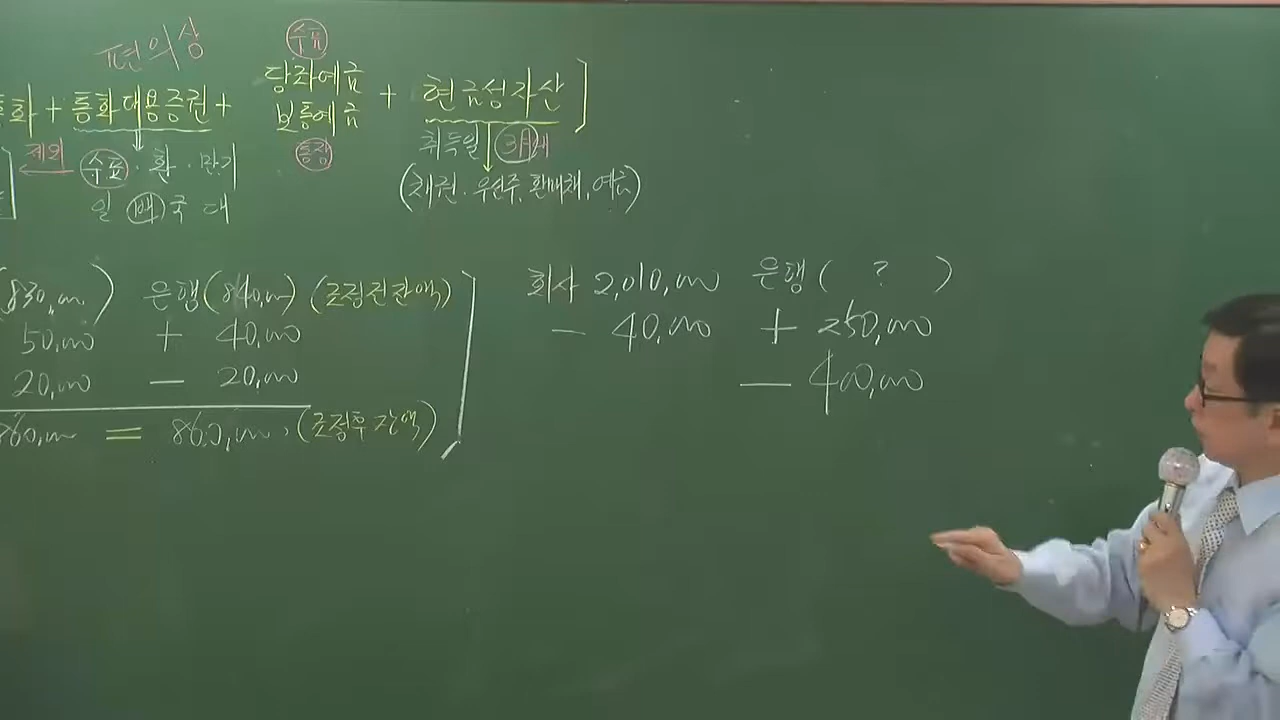 편의상
수표
당좌예금
통화 + 통화대용증권 + 보통예금 + 현금성자산
통장
취득일 3개월
제외 수표 · 환 · 만기
(채권 · 우선주, 환매채, 예금)
일 백 국 대
(830,000) 은행 (840,000) (조정전잔액)
50,000 + 40,000
20,000 - 20,000
860,000 = 860,000 (조정후잔액)
회사 2,010,000 은행 ( ? )
- 40,000 + 250,000
- 400,000